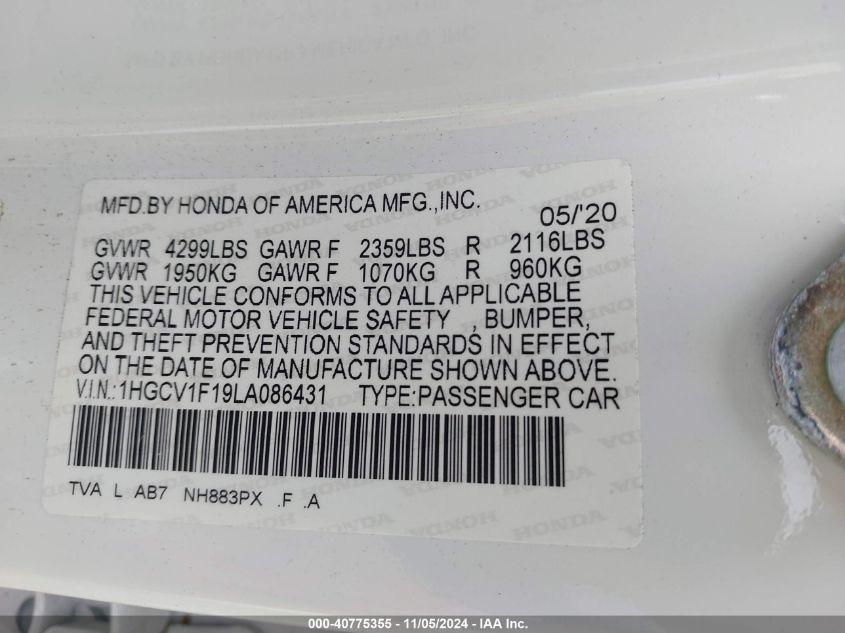 MFD.BY HONDA OF AMERICA MFG.,INC. 05/'20
GVWR 4299LBS GAWR F 2359LBS R 2116LBS
GVWR 1950KG GAWR F 1070KG R 960KG
THIS VEHICLE CONFORMS TO ALL APPLICABLE
FEDERAL MOTOR VEHICLE SAFETY , BUMPER,
AND THEFT PREVENTION STANDARDS IN EFFECT
ON THE DATE OF MANUFACTURE SHOWN ABOVE.
V.I.N.:1HGCV1F19LA086431 TYPE:PASSENGER CAR
TVA L AB7 NH883PX .F .A
000-40775355 - 11/05/2024 - IAA Inc.